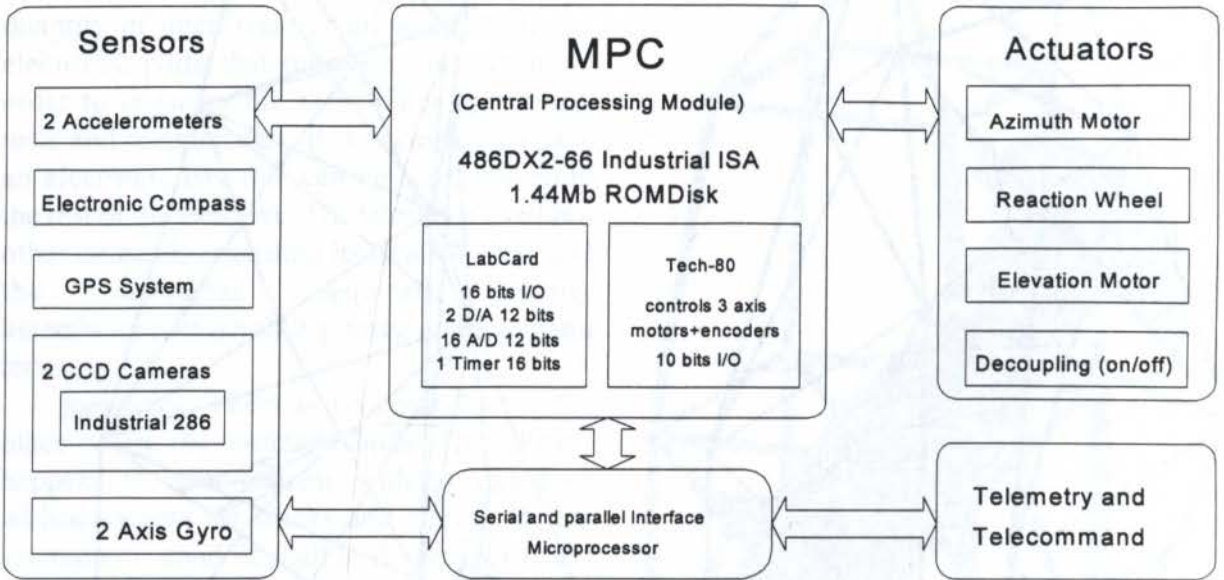 Sensors
2 Accelerometers
Electronic Compass
GPS System
2 CCD Cameras
Industrial 286
2 Axis Gyro
MPC
(Central Processing Module)
486DX2-66 Industrial ISA
1.44Mb ROMDisk
LabCard
16 bits I/O
2 D/A 12 bits
16 A/D 12 bits
1 Timer 16 bits
Tech-80
controls 3 axis
motors+encoders
10 bits I/O
Serial and parallel Interface
Microprocessor
Actuators
Azimuth Motor
Reaction Wheel
Elevation Motor
Decoupling (on/off)
Telemetry and
Telecommand